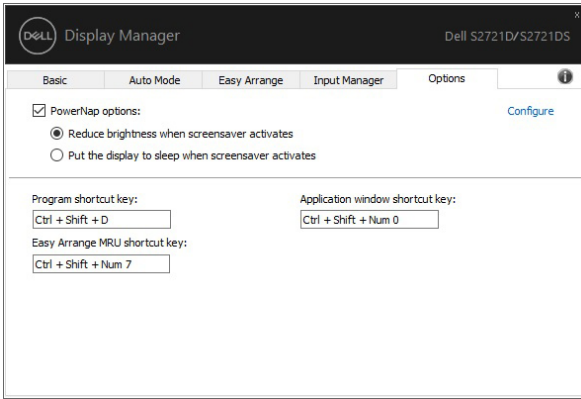 DELL Display Manager Dell S2721D/S2721DS
Basic Auto Mode Easy Arrange Input Manager Options
PowerNap options: Configure
Reduce brightness when screensaver activates
Put the display to sleep when screensaver activates
Program shortcut key: Application window shortcut key:
Ctrl + Shift + D Ctrl + Shift + Num 0
Easy Arrange MRU shortcut key:
Ctrl + Shift + Num 7